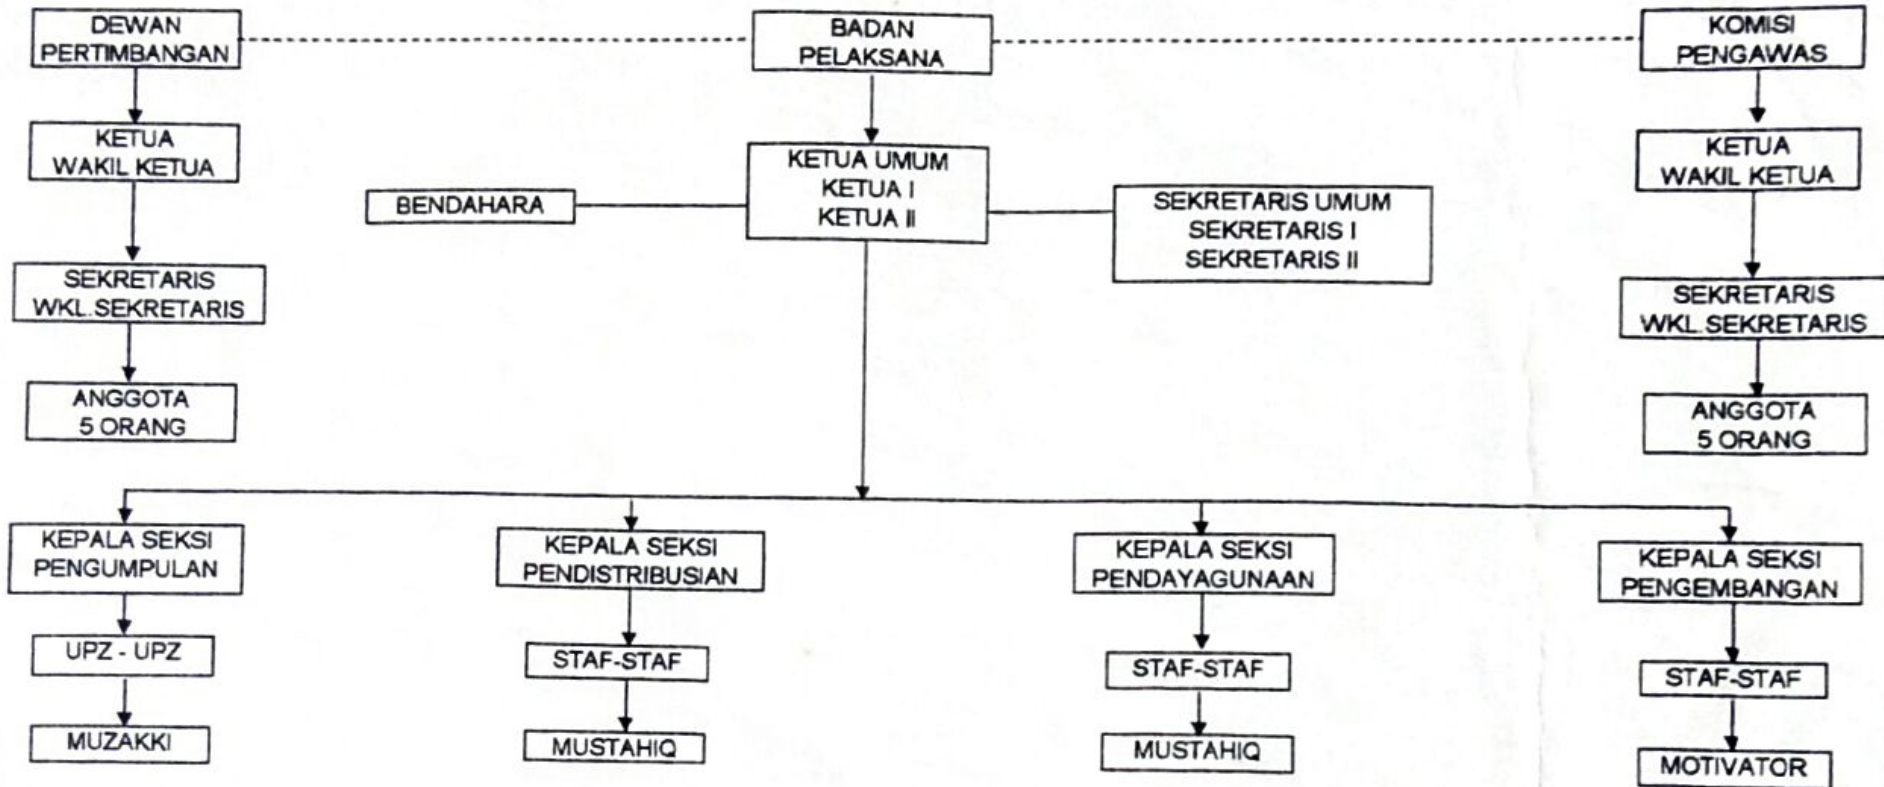 DEWAN
PERTIMBANGAN
BADAN
PELAKSANA
KOMISI
PENGAWAS
KETUA
WAKIL KETUA
KETUA UMUM
KETUA I
KETUA II
KETUA
WAKIL KETUA
BENDAHARA
SEKRETARIS UMUM
SEKRETARIS I
SEKRETARIS II
SEKRETARIS
WKL.SEKRETARIS
SEKRETARIS
WKL.SEKRETARIS
ANGGOTA
5 ORANG
ANGGOTA
5 ORANG
KEPALA SEKSI
PENGUMPULAN
KEPALA SEKSI
PENDISTRIBUSIAN
KEPALA SEKSI
PENDAYAGUNAAN
KEPALA SEKSI
PENGEMBANGAN
UPZ - UPZ
STAF-STAF
STAF-STAF
STAF-STAF
MUZAKKI
MUSTAHIQ
MUSTAHIQ
MOTIVATOR